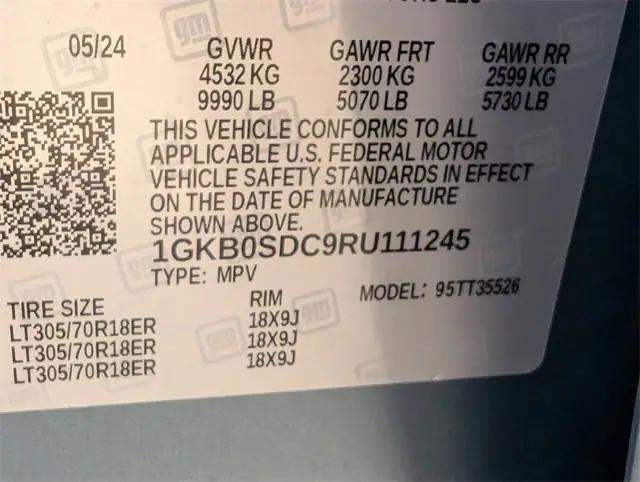 05/24 GVWR GAWR FRT GAWR RR
4532 KG 2300 KG 2599 KG
9990 LB 5070 LB 5730 LB
THIS VEHICLE CONFORMS TO ALL
APPLICABLE U.S. FEDERAL MOTOR
VEHICLE SAFETY STANDARDS IN EFFECT
ON THE DATE OF MANUFACTURE
SHOWN ABOVE.
1GKB0SDC9RU111245
TYPE: MPV MODEL: 95TT35526
TIRE SIZE RIM
LT305/70R18ER 18X9J
LT305/70R18ER 18X9J
LT305/70R18ER 18X9J
gm